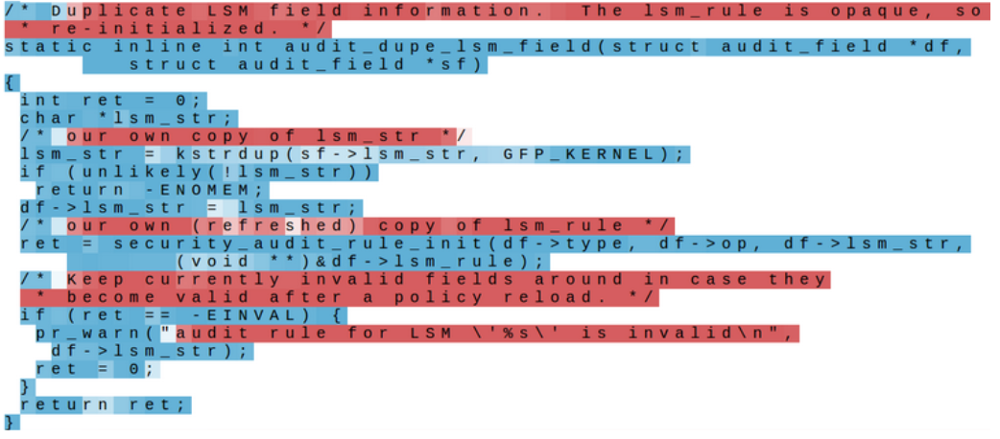 /* Duplicate LSM field information.  The lsm_rule is opaque, so
 * re-initialized. */
static inline int audit_dupe_lsm_field(struct audit_field *df,
        struct audit_field *sf)
{
 int ret = 0;
 char *lsm_str;
 /* our own copy of lsm_str */
 lsm_str = kstrdup(sf->lsm_str, GFP_KERNEL);
 if (unlikely(!lsm_str))
  return -ENOMEM;
 df->lsm_str = lsm_str;
 /* our own (refreshed) copy of lsm_rule */
 ret = security_audit_rule_init(df->type, df->op, df->lsm_str,
           (void **)&df->lsm_rule);
 /* Keep currently invalid fields around in case they
  * become valid after a policy reload. */
 if (ret == -EINVAL) {
  pr_warn("audit rule for LSM \'%s\' is invalid\n",
   df->lsm_str);
  ret = 0;
 }
 return ret;
}